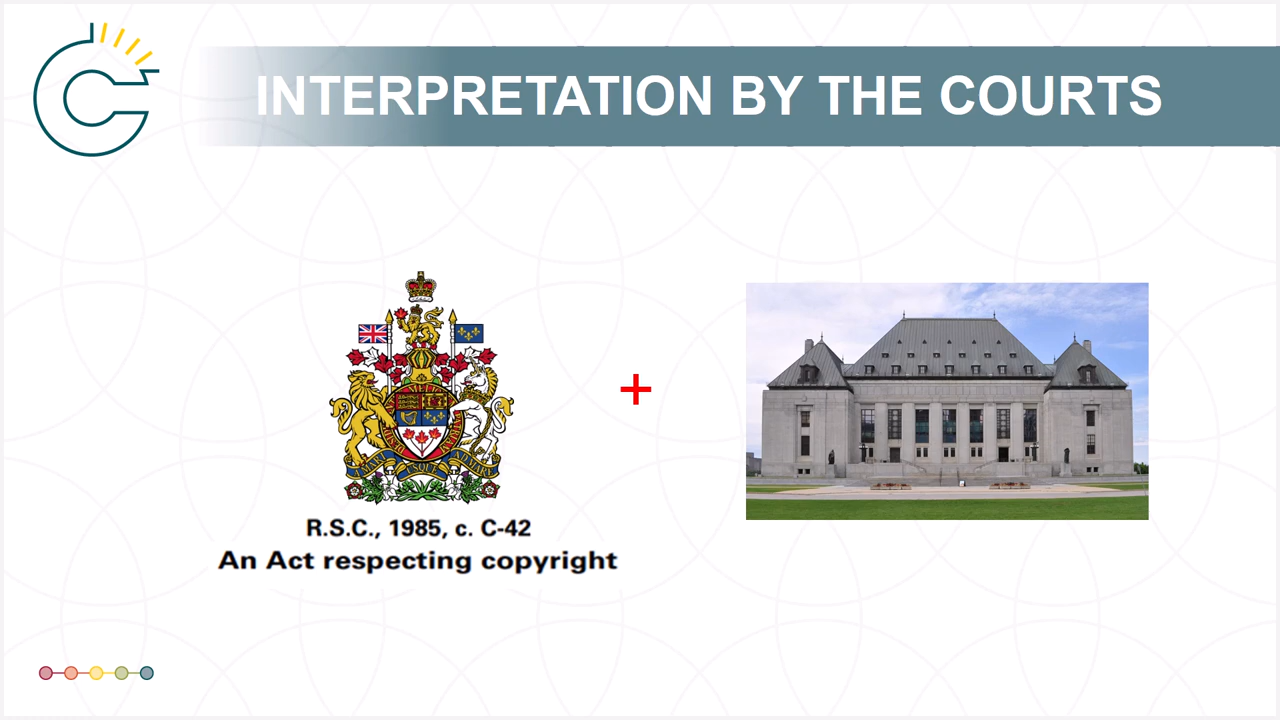 INTERPRETATION BY THE COURTS
R.S.C., 1985, c. C-42
An Act respecting copyright